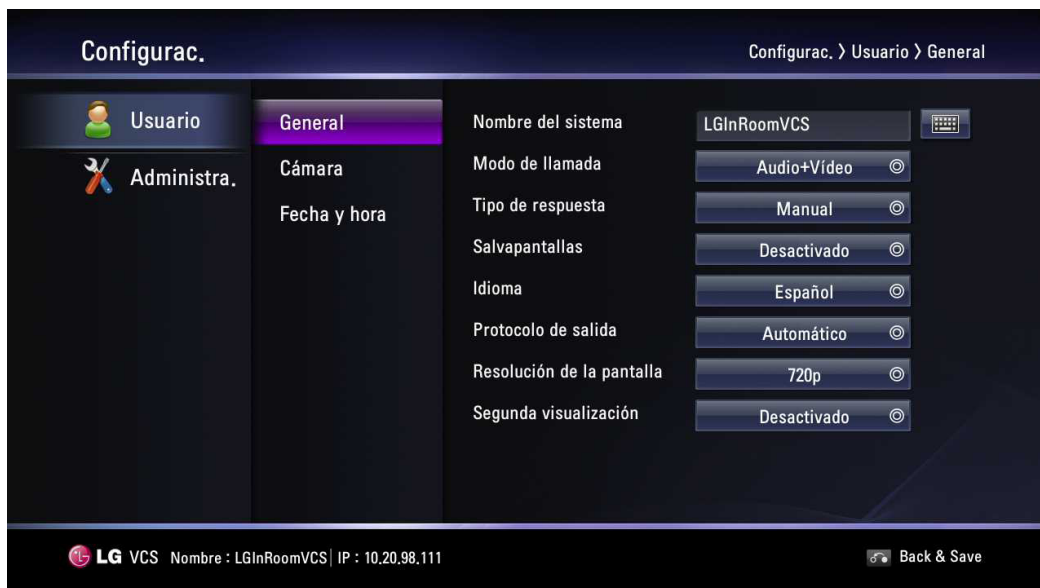 Configurac.
Configurac. 〉 Usuario 〉 General
Usuario
Administra.
General
Cámara
Fecha y hora
Nombre del sistema LGInRoomVCS
Modo de llamada Audio+Vídeo
Tipo de respuesta Manual
Salvapantallas Desactivado
Idioma Español
Protocolo de salida Automático
Resolución de la pantalla 720p
Segunda visualización Desactivado
LG VCS Nombre : LGInRoomVCS | IP : 10.20.98.111
Back & Save